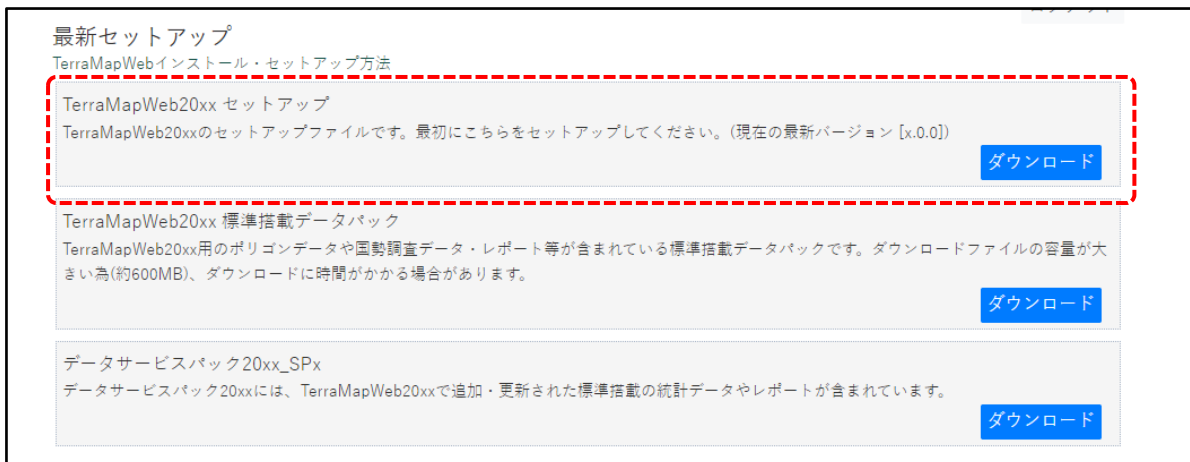 最新セットアップ
TerraMapWebインストール・セットアップ方法
TerraMapWeb20xx セットアップ
TerraMapWeb20xxのセットアップファイルです。最初にこちらをセットアップしてください。(現在の最新バージョン [x.0.0])
ダウンロード
TerraMapWeb20xx 標準搭載データパック
TerraMapWeb20xx用のポリゴンデータや国勢調査データ・レポート等が含まれている標準搭載データパックです。ダウンロードファイルの容量が大
きい為(約600MB)、ダウンロードに時間がかかる場合があります。
ダウンロード
データサービスパック20xx_SPx
データサービスパック20xxには、TerraMapWeb20xxで追加・更新された標準搭載の統計データやレポートが含まれています。
ダウンロード